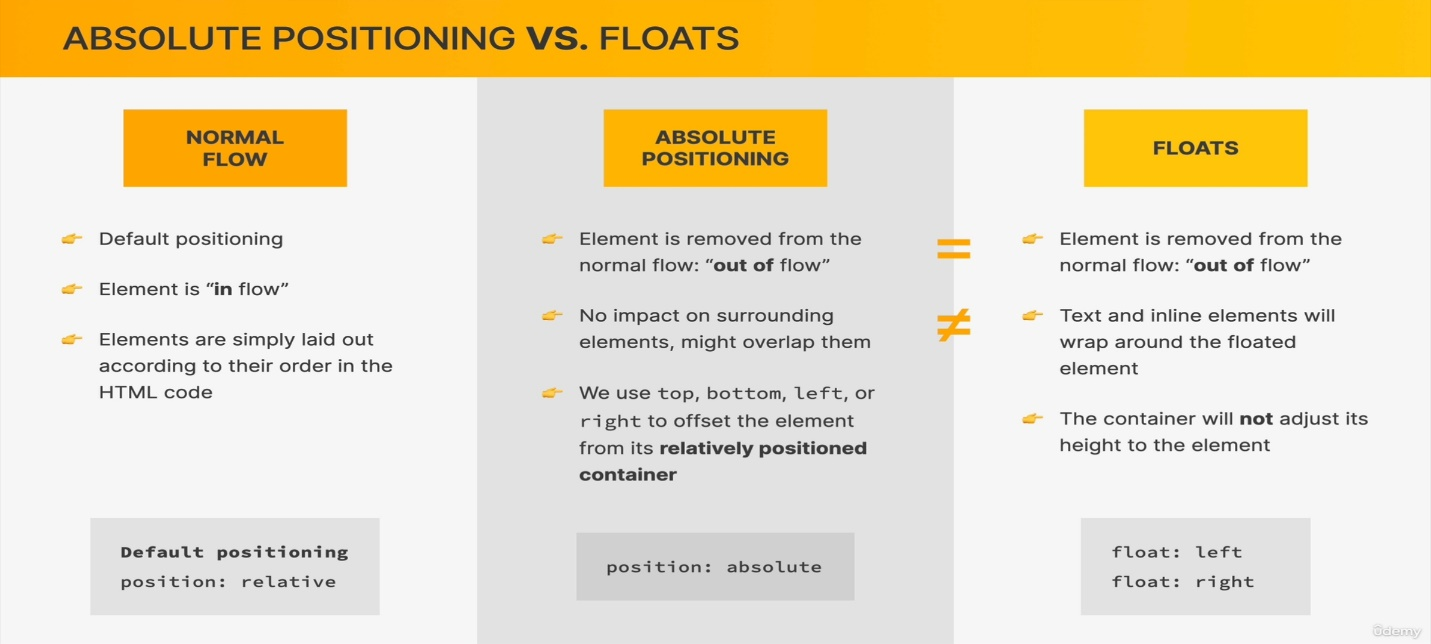 ABSOLUTE POSITIONING VS. FLOATS
NORMAL
FLOW
Default positioning
Element is “in flow”
Elements are simply laid out
according to their order in the
HTML code
Default positioning
position: relative
ABSOLUTE
POSITIONING
Element is removed from the
normal flow: “out of flow”
No impact on surrounding
elements, might overlap them
We use top, bottom, left, or
right to offset the element
from its relatively positioned
container
position: absolute
=
≠
FLOATS
Element is removed from the
normal flow: “out of flow”
Text and inline elements will
wrap around the floated
element
The container will not adjust its
height to the element
float: left
float: right
ûdemy